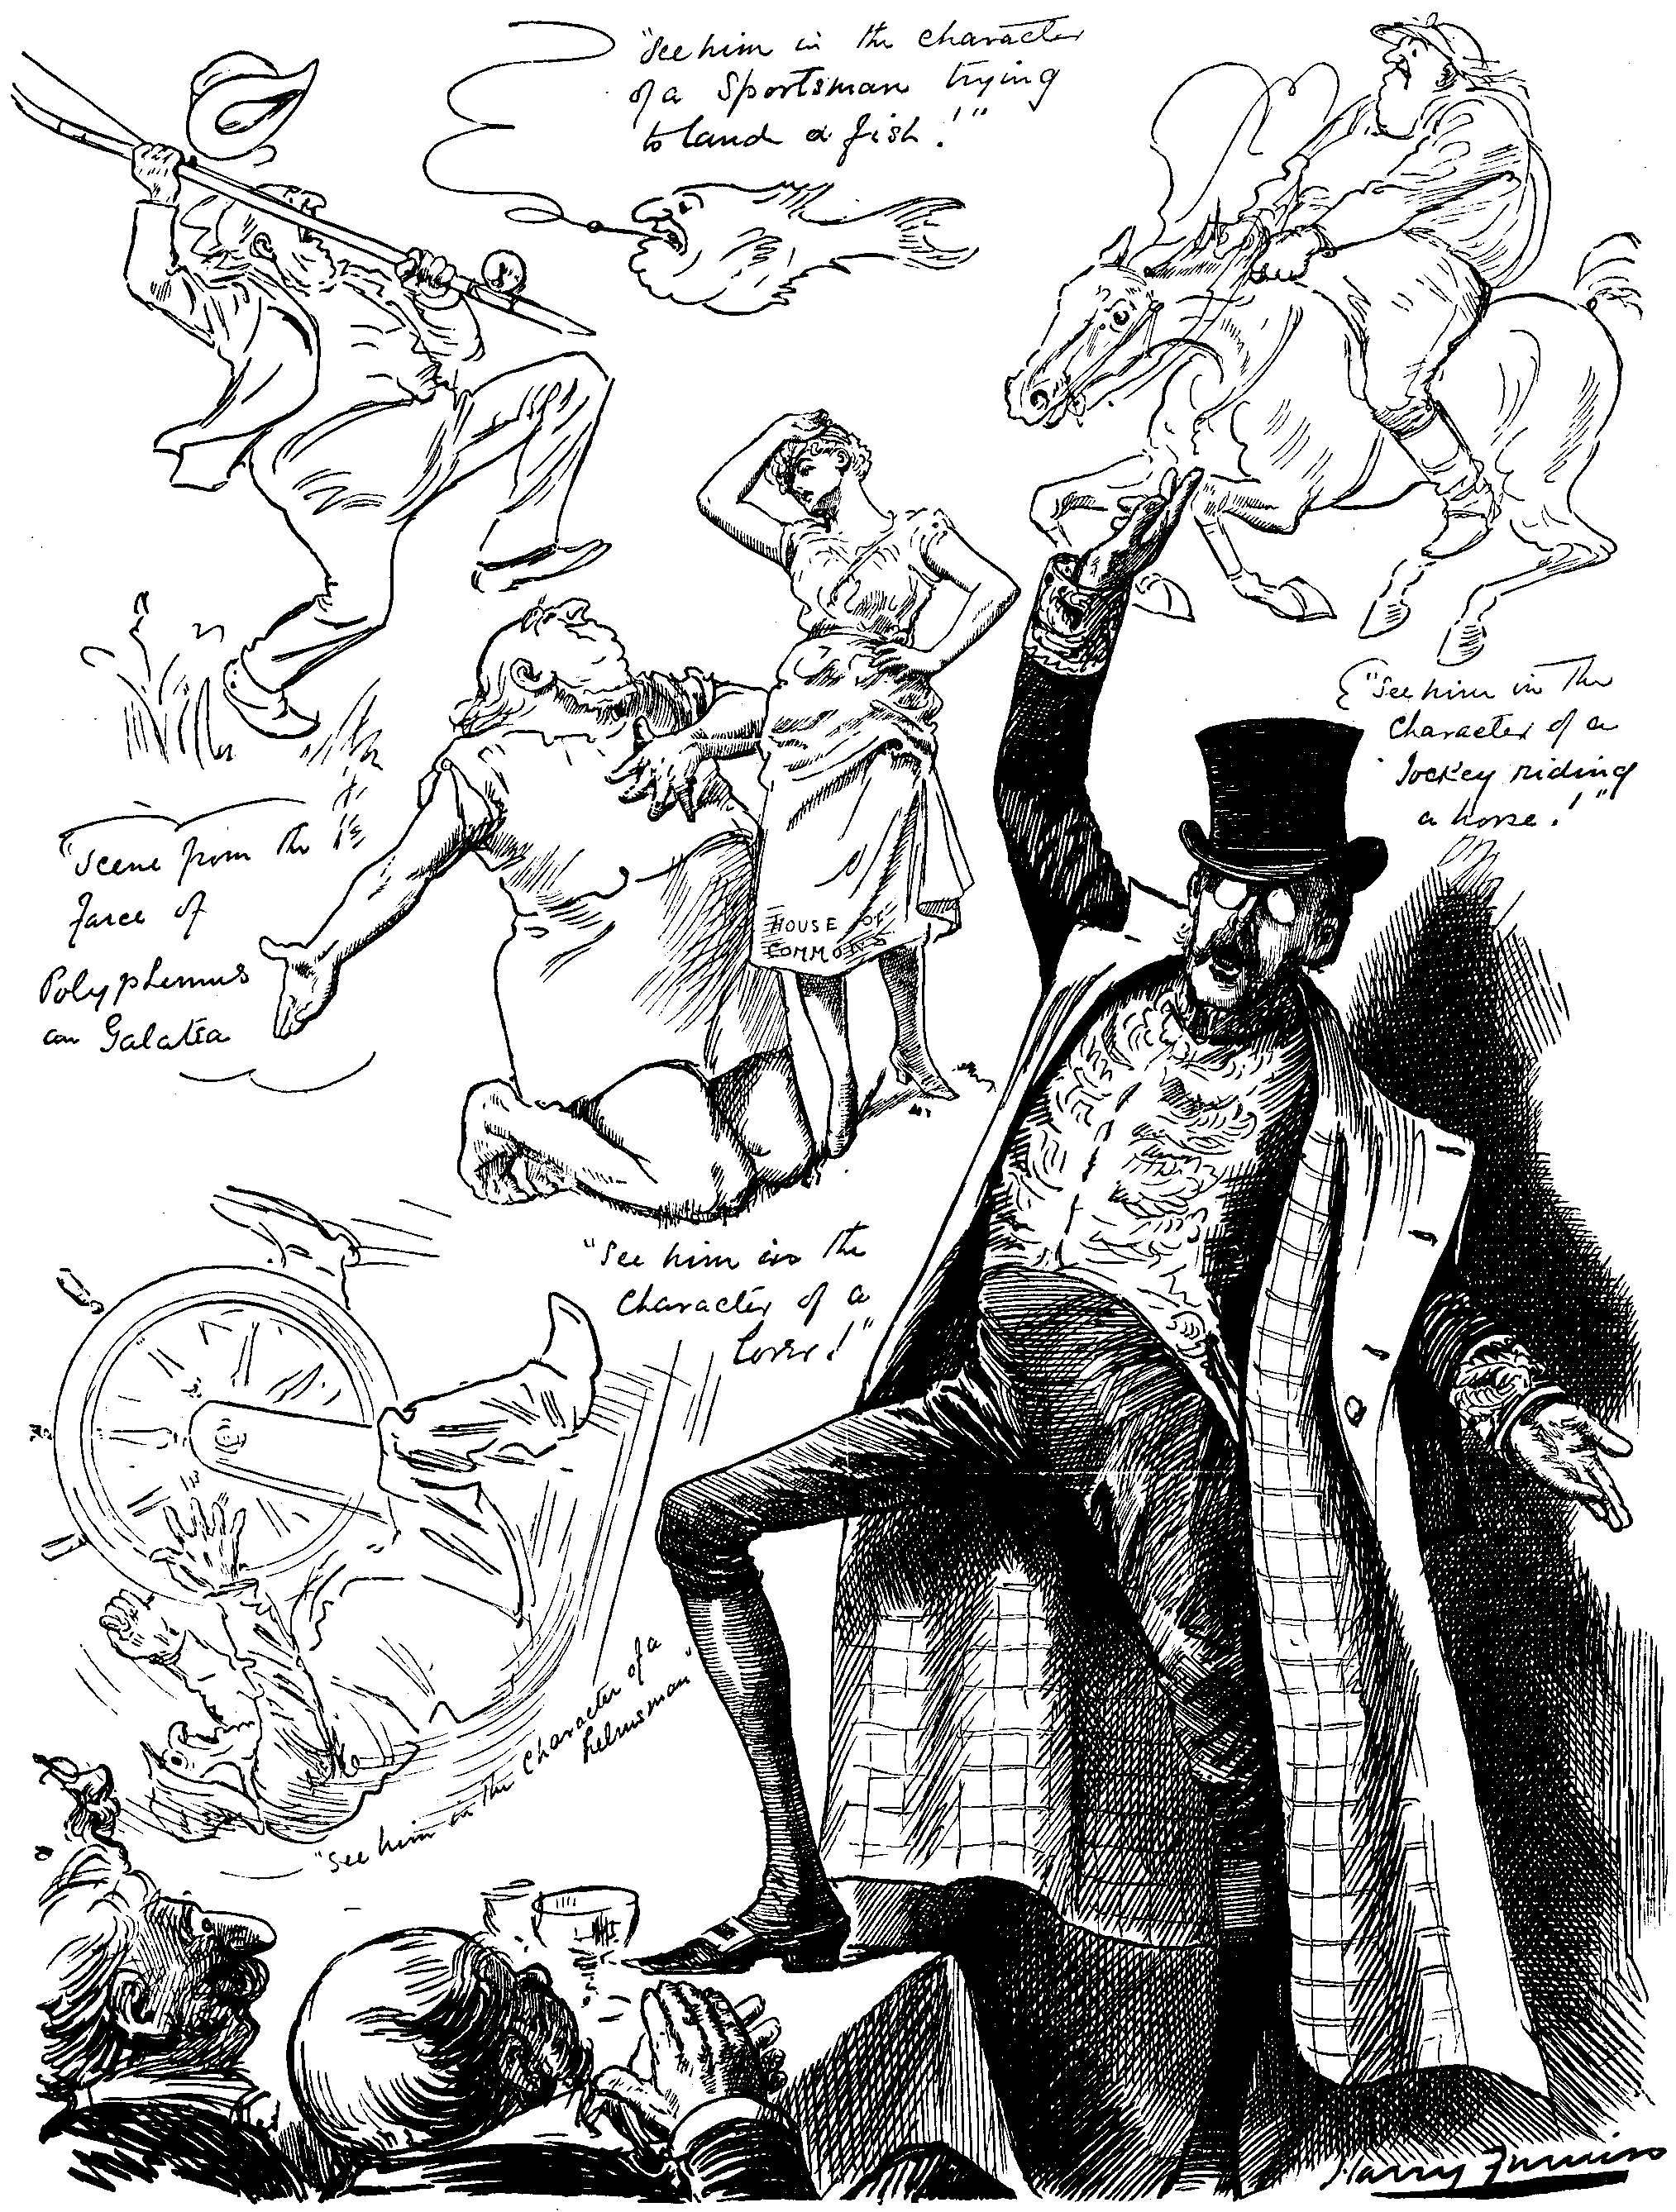 "See him in the character
of a Sportsman trying
to land a fish!"
"See him in the
character of a
Jockey riding
a horse!"
"Scene from the
Farce of
Polyphemus
an Galatea
HOUSE OF
COMMONS
"See him in the
Character of a
Lover!"
"See him in the Character of a
helmsman"
Harry Furniss